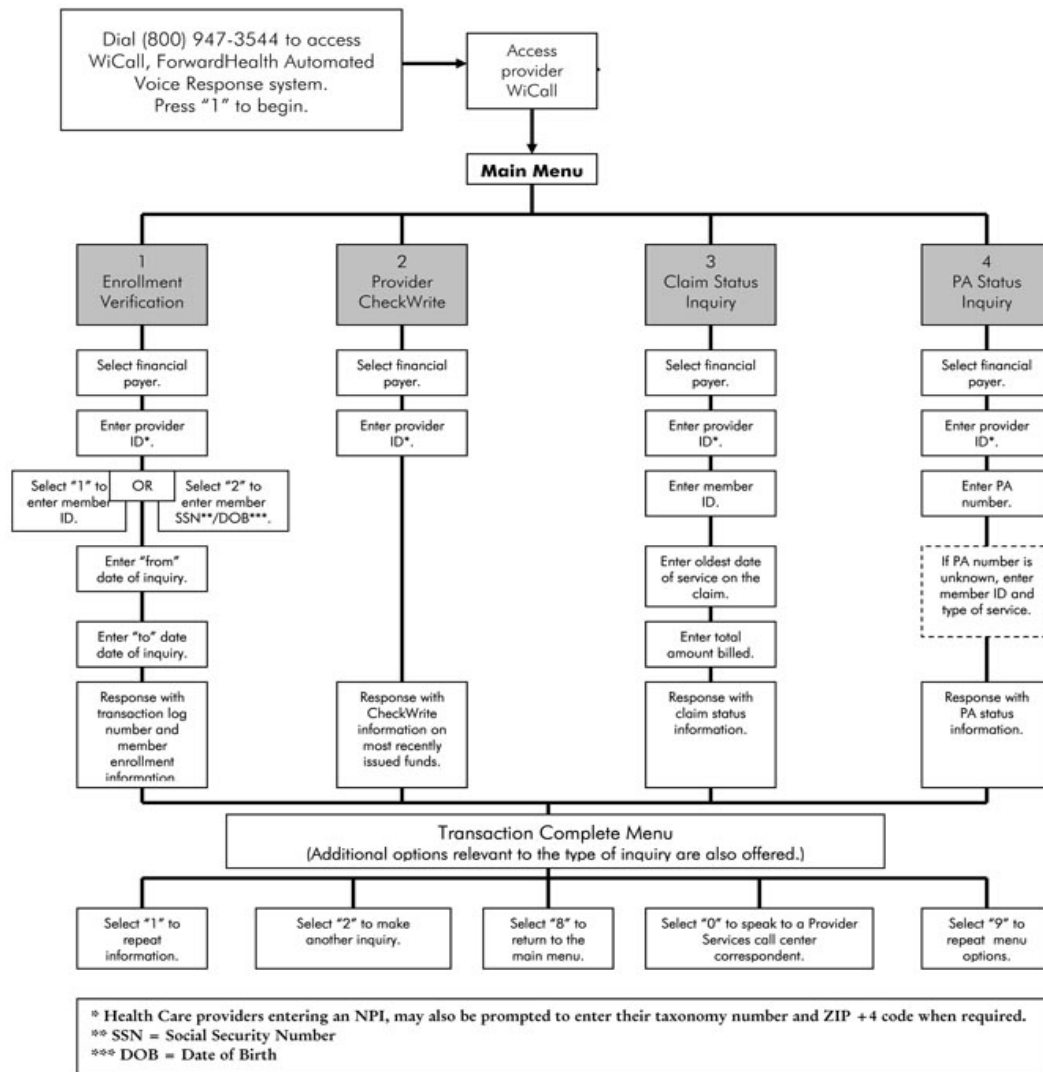 Dial (800) 947-3544 to access
WiCall, ForwardHealth Automated
Voice Response system.
Press “1” to begin.
Access
provider
WiCall
Main Menu
1
Enrollment
Verification
Select financial
payer.
Enter provider
ID*.
Select “1” to
enter member
ID.
OR
Select “2” to
enter member
SSN**/DOB***.
Enter “from”
date of inquiry.
Enter “to” date
date of inquiry.
Response with
transaction log
number and
member
enrollment
information.
2
Provider
CheckWrite
Select financial
payer.
Enter provider
ID*.
Response with
CheckWrite
information on
most recently
issued funds.
3
Claim Status
Inquiry
Select financial
payer.
Enter provider
ID*.
Enter member
ID.
Enter oldest date
of service on the
claim.
Enter total
amount billed.
Response with
claim status
information.
4
PA Status
Inquiry
Select financial
payer.
Enter provider
ID*.
Enter PA
number.
If PA number is
unknown, enter
member ID and
type of service.
Response with
PA status
information.
Transaction Complete Menu
(Additional options relevant to the type of inquiry are also offered.)
Select “1” to
repeat
information.
Select “2” to make
another inquiry.
Select “8” to
return to the
main menu.
Select “0” to speak to a Provider
Services call center
correspondent.
Select “9” to
repeat menu
options.
* Health Care providers entering an NPI, may also be prompted to enter their taxonomy number and ZIP +4 code when required.
** SSN = Social Security Number
*** DOB = Date of Birth